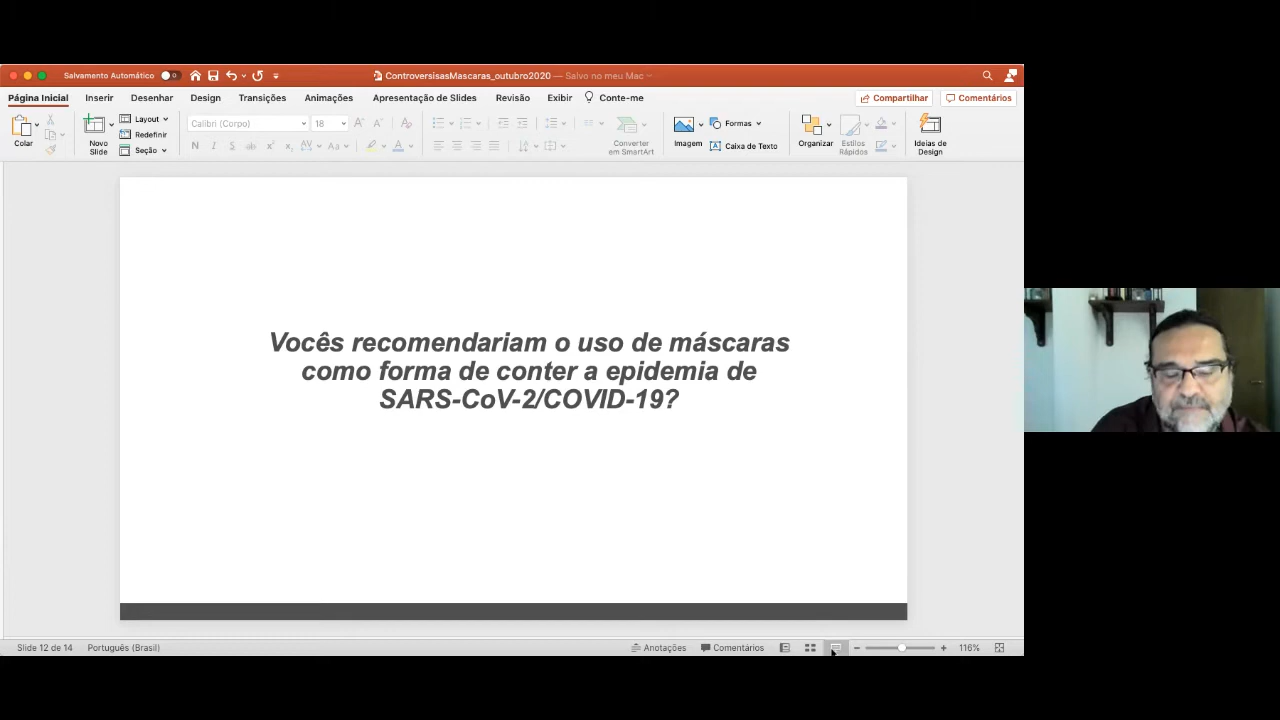 Salvamento Automático
ControversisasMascaras_outubro2020 — Salvo no meu Mac
Página Inicial
Inserir
Desenhar
Design
Transições
Animações
Apresentação de Slides
Revisão
Exibir
Conte-me
Compartilhar
Comentários
Colar
Novo
Slide
Layout
Redefinir
Seção
Calibri (Corpo)
18
Converter
em SmartArt
Imagem
Formas
Caixa de Texto
Organizar
Estilos
Rápidos
Ideias de
Design
Vocês recomendariam o uso de máscaras
como forma de conter a epidemia de
SARS-CoV-2/COVID-19?
Slide 12 de 14
Português (Brasil)
Anotações
Comentários
116%